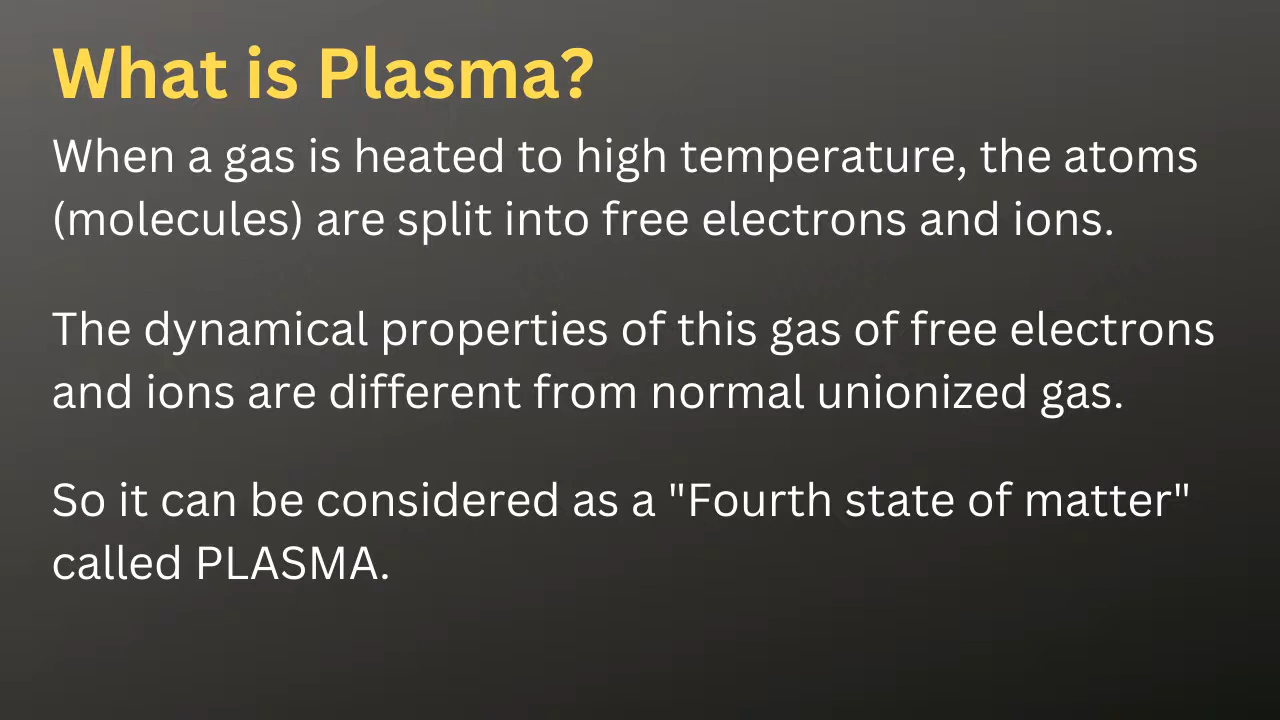 What is Plasma?
When a gas is heated to high temperature, the atoms
(molecules) are split into free electrons and ions.
The dynamical properties of this gas of free electrons
and ions are different from normal unionized gas.
So it can be considered as a "Fourth state of matter"
called PLASMA.